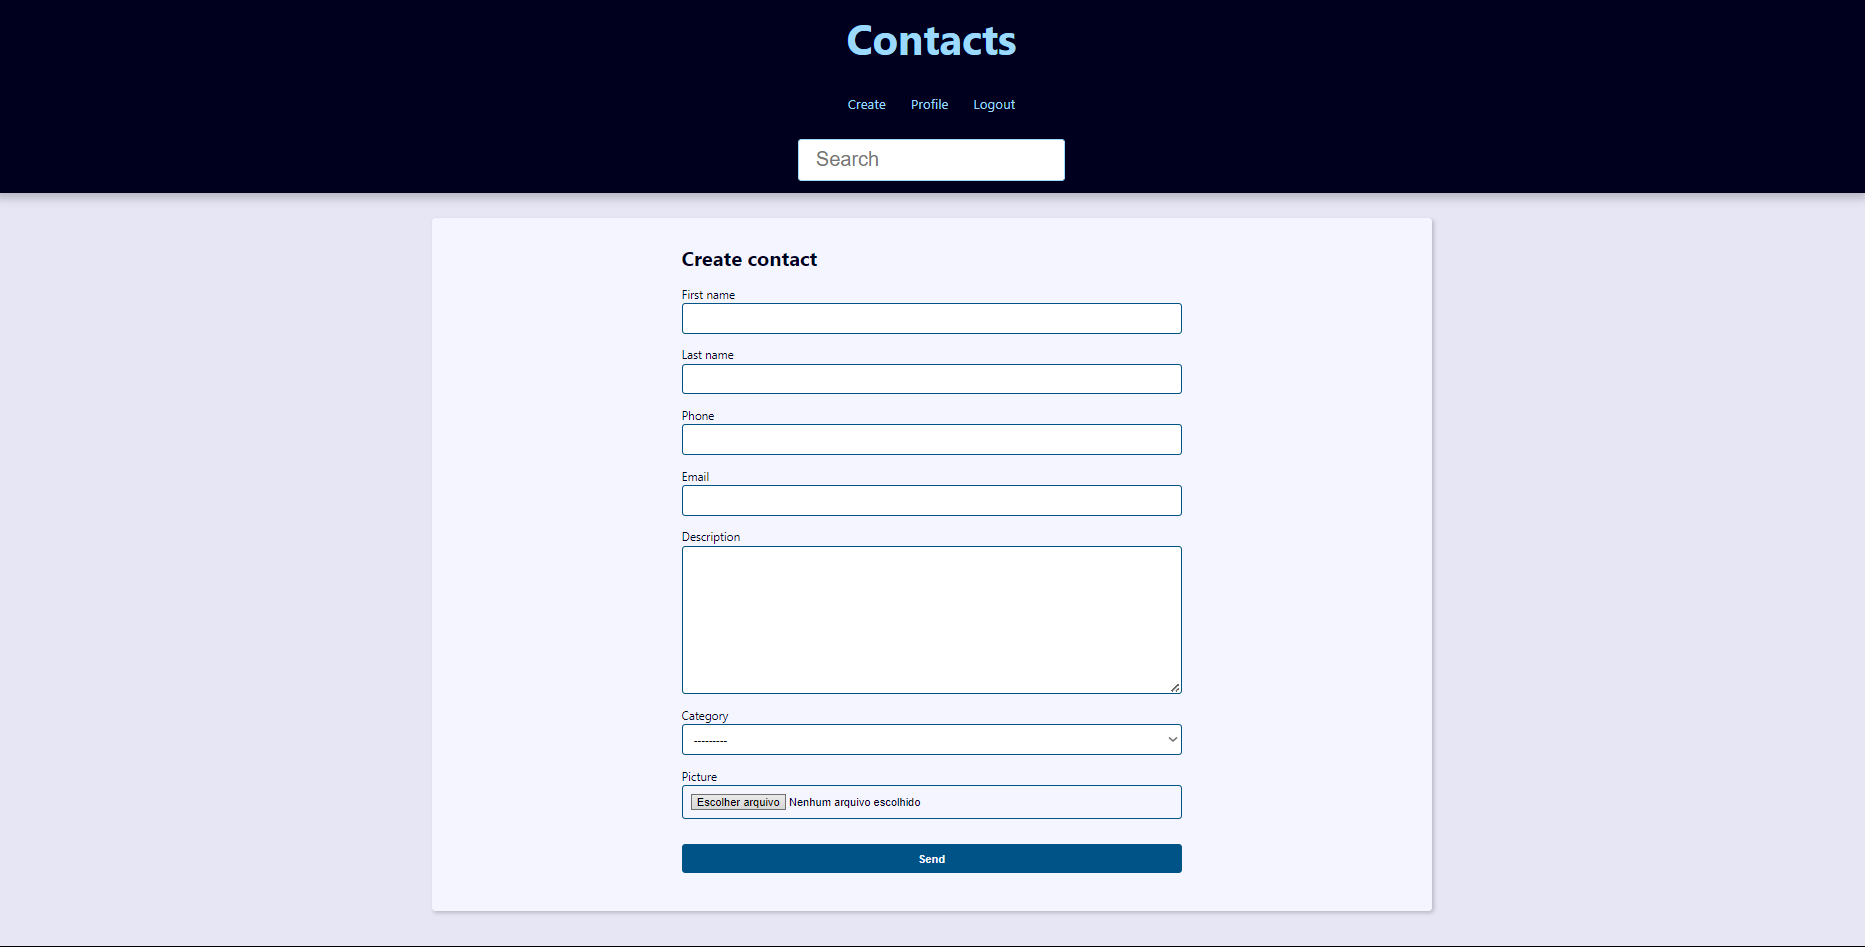 Contacts
Create Profile Logout
Search
Create contact
First name
Last name
Phone
Email
Description
Category
---------
Picture
Escolher arquivo Nenhum arquivo escolhido
Send